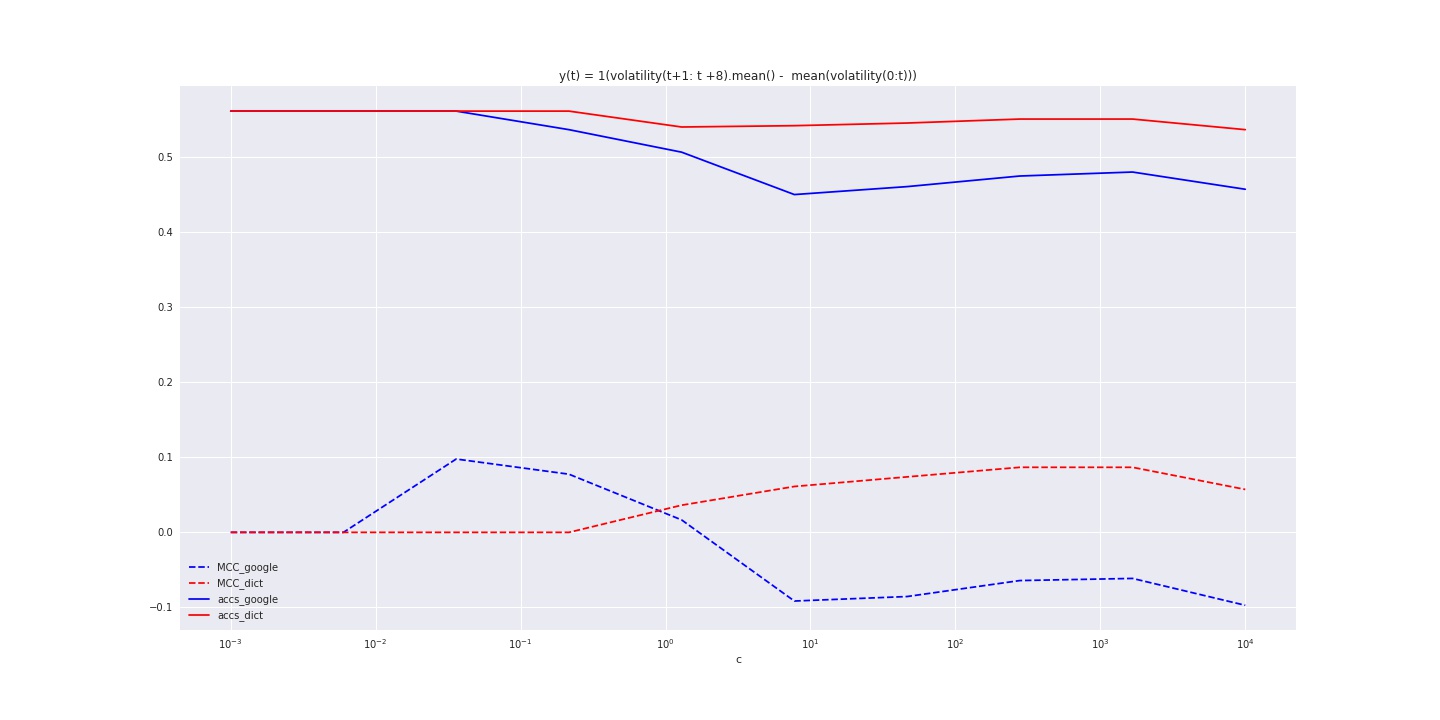 y(t) = 1(volatility(t+1: t +8).mean() -  mean(volatility(0:t)))
0.5
0.4
0.3
0.2
0.1
0.0
−0.1
MCC_google
MCC_dict
accs_google
accs_dict
10⁻³ 10⁻² 10⁻¹ 10⁰ 10¹ 10² 10³ 10⁴
c